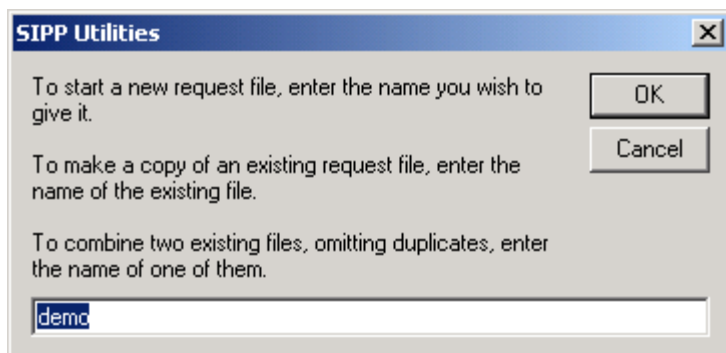 SIPP Utilities
To start a new request file, enter the name you wish to
give it.
OK
Cancel
To make a copy of an existing request file, enter the
name of the existing file.
To combine two existing files, omitting duplicates, enter
the name of one of them.
demo